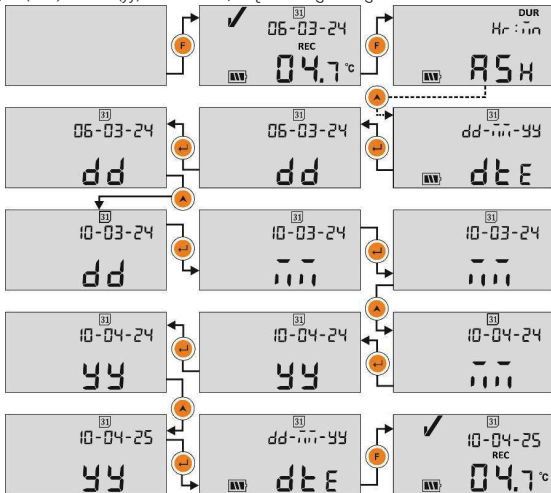 F
31
06-03-24
REC
04.7 °C
F
DUR
Hr:mm
ASH
31
06-03-24
dd
31
06-03-24
dd
31
dd-mm-yy
dtE
31
10-03-24
dd
31
10-03-24
mm
31
10-03-24
mm
31
10-04-24
yy
31
10-04-24
yy
31
10-04-24
mm
31
10-04-25
yy
31
dd-mm-yy
dtE
F
31
10-04-25
REC
04.7 °C